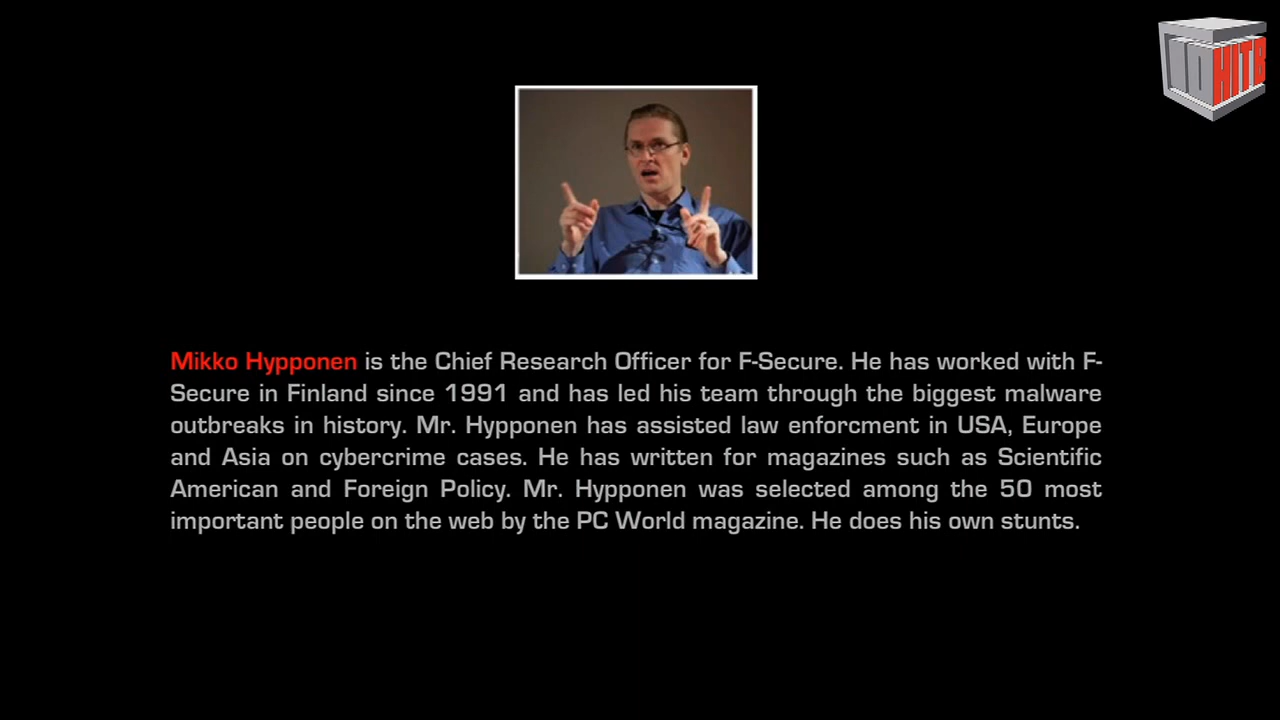 HITB
Mikko Hypponen is the Chief Research Officer for F-Secure. He has worked with F-
Secure in Finland since 1991 and has led his team through the biggest malware
outbreaks in history. Mr. Hypponen has assisted law enforcment in USA, Europe
and Asia on cybercrime cases. He has written for magazines such as Scientific
American and Foreign Policy. Mr. Hypponen was selected among the 50 most
important people on the web by the PC World magazine. He does his own stunts.